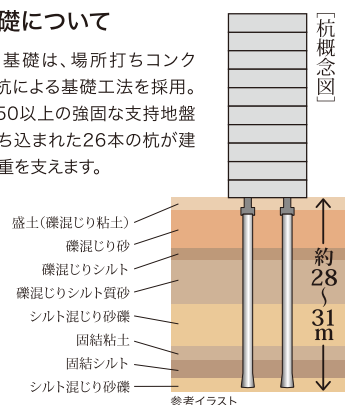 礎について
基礎は、場所打ちコンク
杭による基礎工法を採用。
50以上の強固な支持地盤
ち込まれた26本の杭が建
重を支えます。
[杭概念図]
盛土(礫混じり粘土)
礫混じり砂
礫混じりシルト
礫混じりシルト質砂
シルト混じり砂礫
固結粘土
固結シルト
シルト混じり砂礫
約28〜31m
参考イラスト